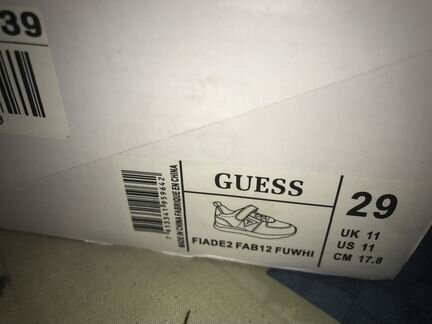 39
GUESS
29
FIADE2 FAB12 FUWHI
UK 11
US 11
CM 17.8
7613341959642
MADE IN CHINA FABRIQUE EN CHINA